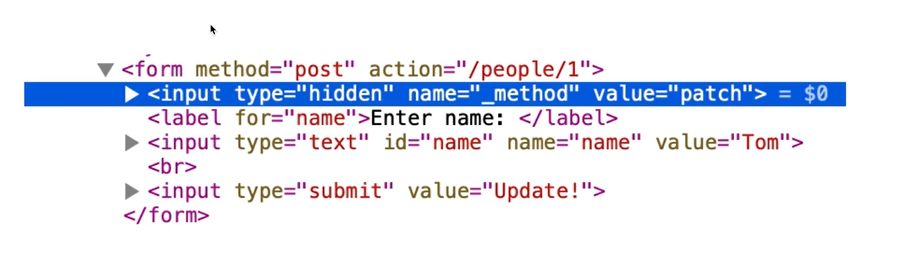 <form method="post" action="/people/1">
<input type="hidden" name="_method" value="patch"> = $0
<label for="name">Enter name: </label>
<input type="text" id="name" name="name" value="Tom">
<br>
<input type="submit" value="Update!">
</form>